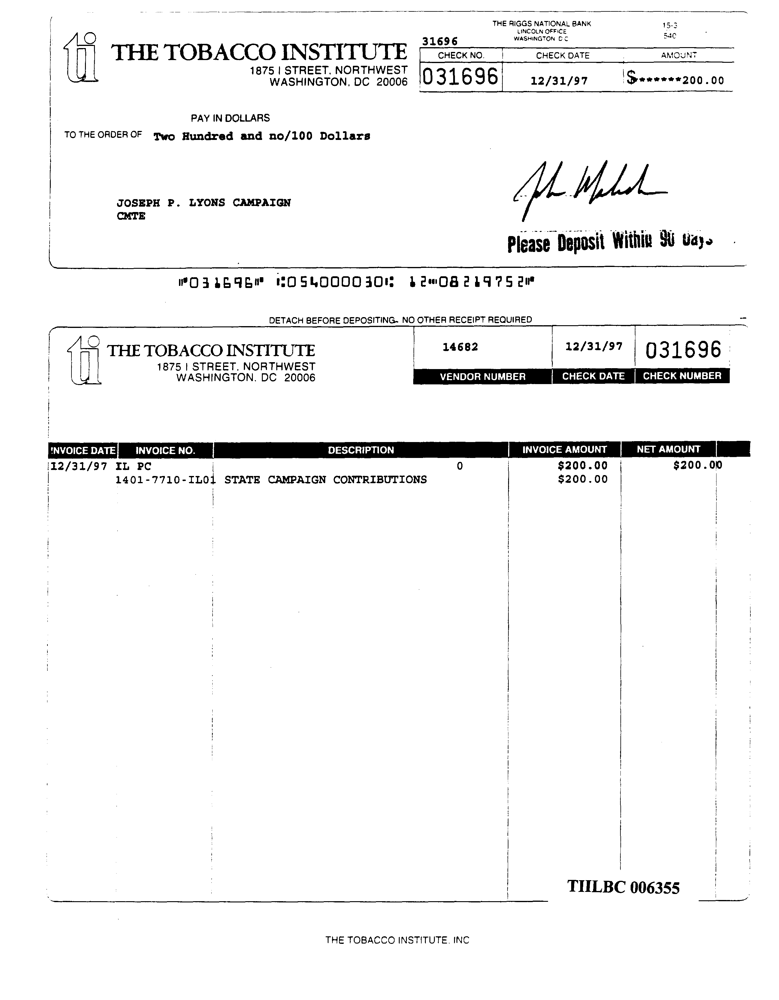 THE RIGGS NATIONAL BANK
LINCOLN OFFICE
WASHINGTON D C
15-3
540
ti THE TOBACCO INSTITUTE
1875 I STREET, NORTHWEST
WASHINGTON, DC 20006
31696
CHECK NO. CHECK DATE AMOUNT
031696 12/31/97 $*******200.00
PAY IN DOLLARS
TO THE ORDER OF Two Hundred and no/100 Dollars
JOSEPH P. LYONS CAMPAIGN
CMTE
Please Deposit Within 90 Days
⑈031696⑈ ⑆054000030⑆ 12⑉08219752⑈
DETACH BEFORE DEPOSITING. NO OTHER RECEIPT REQUIRED
ti THE TOBACCO INSTITUTE
1875 I STREET, NORTHWEST
WASHINGTON, DC 20006
14682 12/31/97 031696
VENDOR NUMBER CHECK DATE CHECK NUMBER
INVOICE DATE INVOICE NO. DESCRIPTION INVOICE AMOUNT NET AMOUNT
12/31/97 IL PC 0 $200.00 $200.00
1401-7710-IL01 STATE CAMPAIGN CONTRIBUTIONS $200.00
TIILBC 006355
THE TOBACCO INSTITUTE, INC